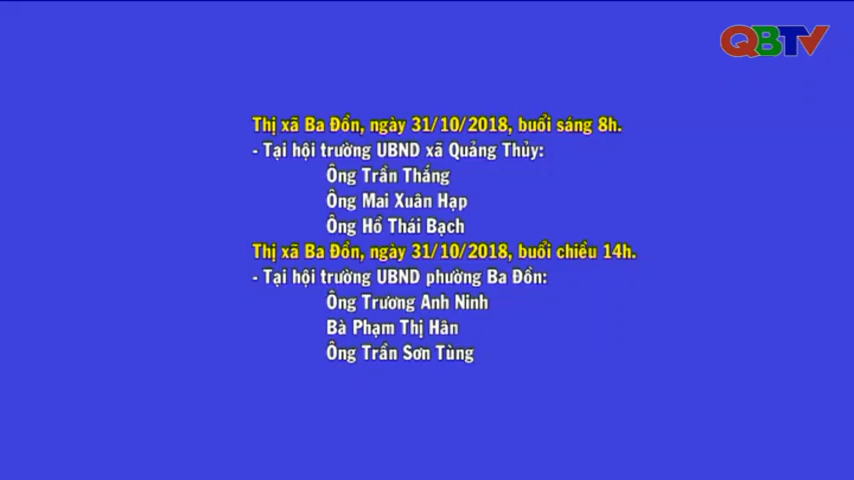 QBTV
Thị xã Ba Đồn, ngày 31/10/2018, buổi sáng 8h.
- Tại hội trường UBND xã Quảng Thủy:
Ông Trần Thắng
Ông Mai Xuân Hạp
Ông Hồ Thái Bạch
Thị xã Ba Đồn, ngày 31/10/2018, buổi chiều 14h.
- Tại hội trường UBND phường Ba Đồn:
Ông Trương Anh Ninh
Bà Phạm Thị Hân
Ông Trần Sơn Tùng